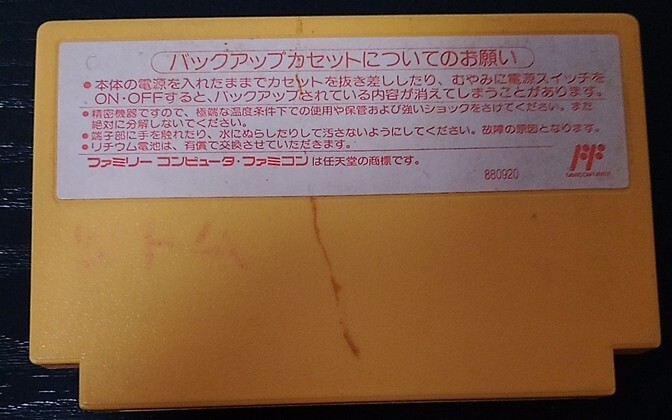 バックアップカセットについてのお願い
●本体の電源を入れたままでカセットを抜き差ししたり、むやみに電源スイッチを
ON・OFFすると、バックアップされている内容が消えてしまうことがあります。
●精密機器ですので、極端な温度条件下での使用や保管および強いショックをさけてください。また
絶対に分解しないでください。
●端子部に手を触れたり、水にぬらしたりして汚さないようにしてください。故障の原因となります。
●リチウム電池は、有償で交換させていただきます。
ファミリー コンピュータ・ファミコンは任天堂の商標です。
FF
880920